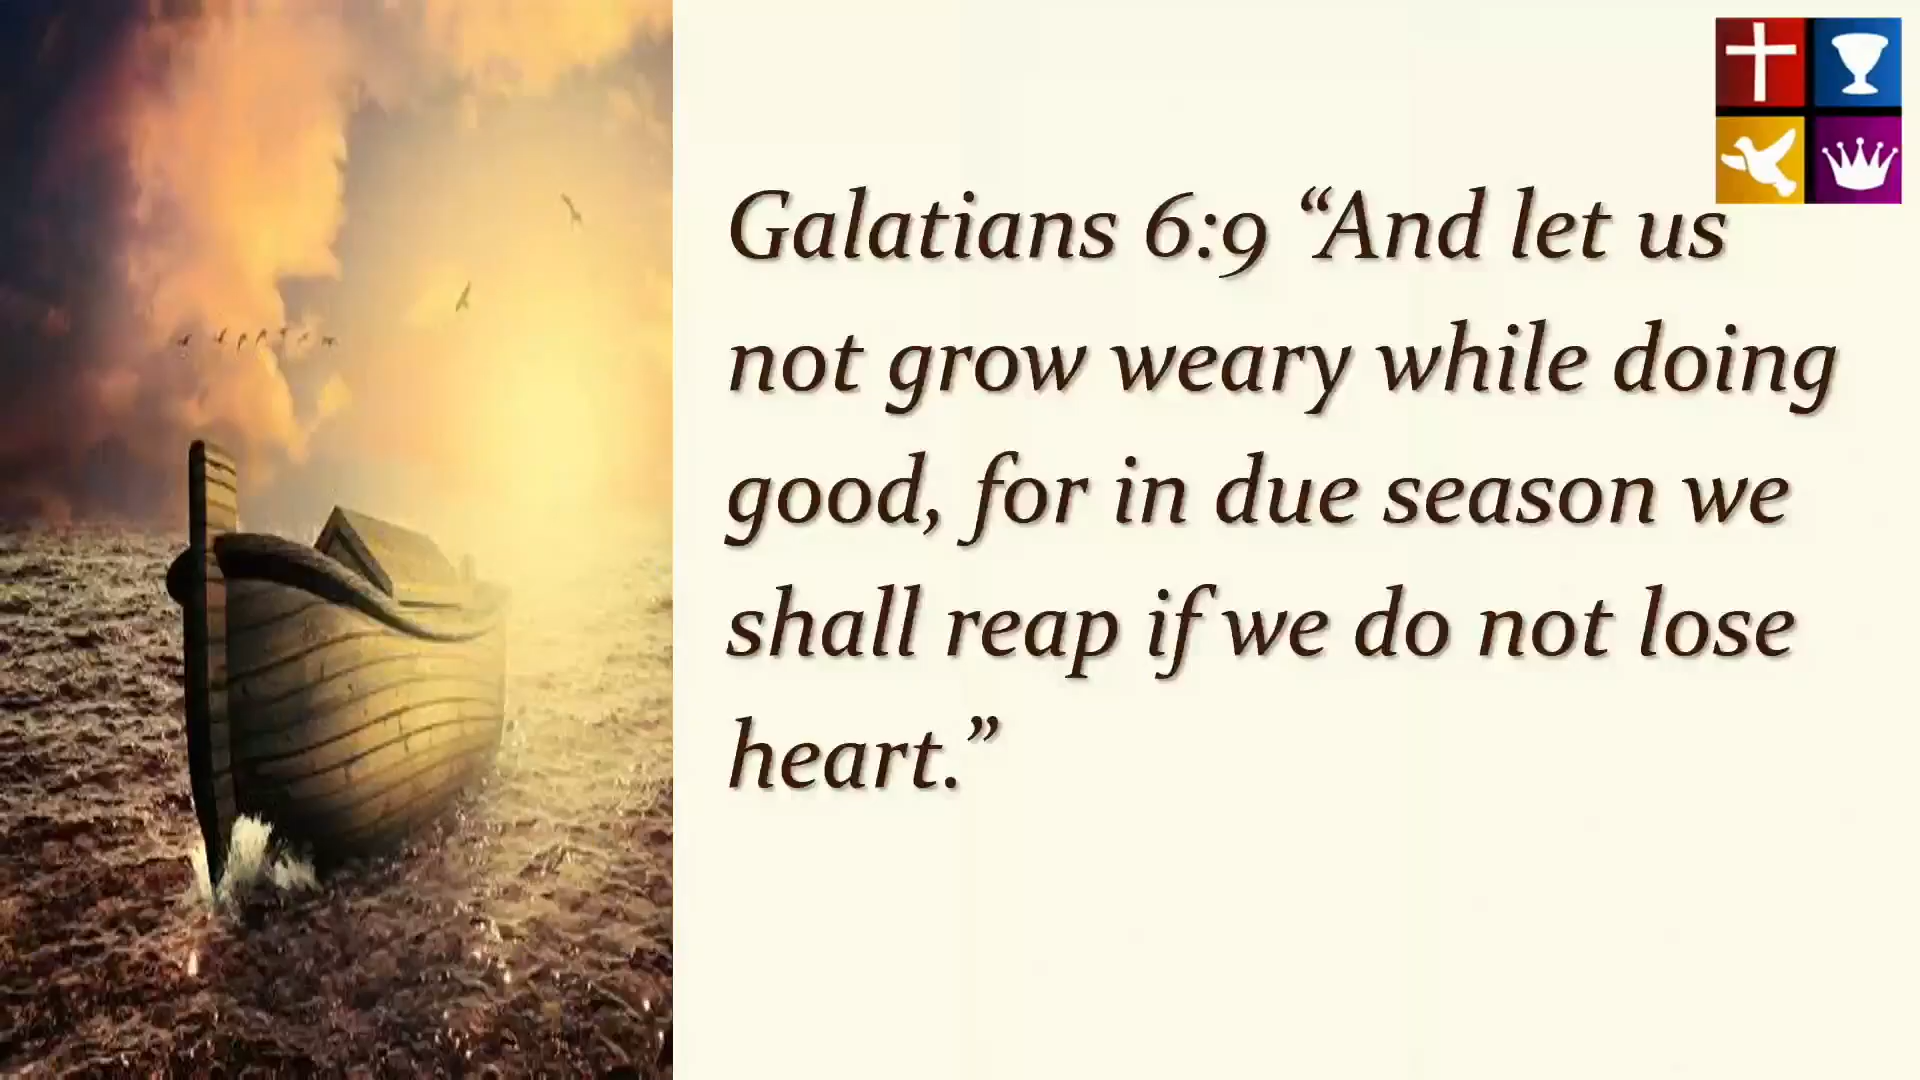 Galatians 6:9 “And let us
not grow weary while doing
good, for in due season we
shall reap if we do not lose
heart.”